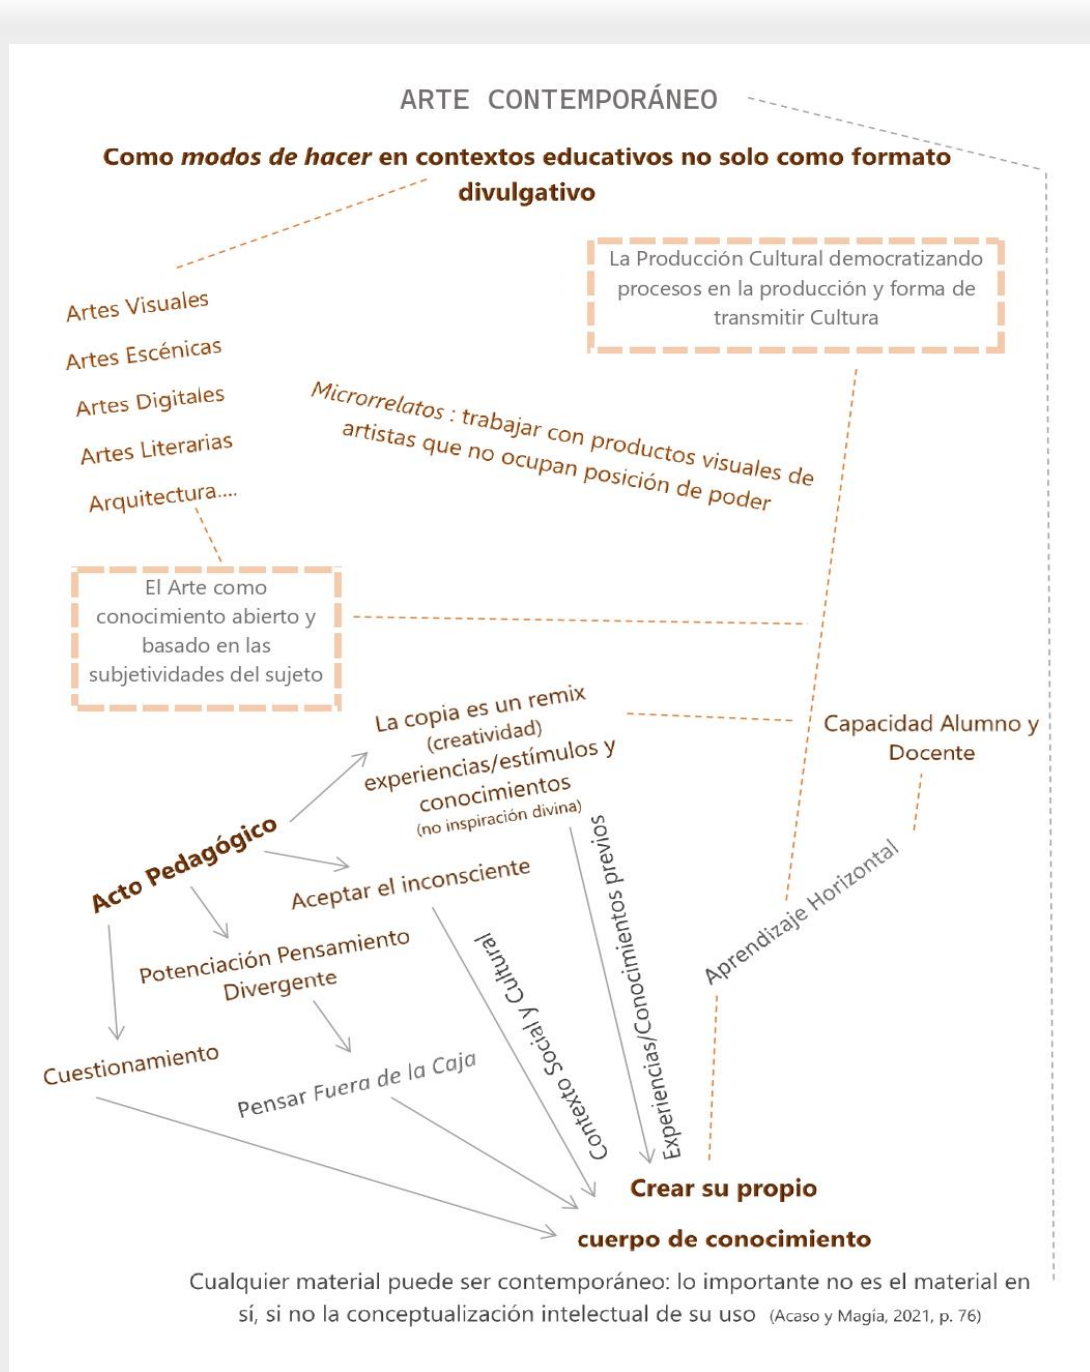 ARTE CONTEMPORÁNEO
Como modos de hacer en contextos educativos no solo como formato
divulgativo
La Producción Cultural democratizando
procesos en la producción y forma de
transmitir Cultura
Artes Visuales
Artes Escénicas
Artes Digitales
Artes Literarias
Arquitectura....
Microrrelatos : trabajar con productos visuales de
artistas que no ocupan posición de poder
El Arte como
conocimiento abierto y
basado en las
subjetividades del sujeto
La copia es un remix
(creatividad)
experiencias/estímulos y
conocimientos
(no inspiración divina)
Capacidad Alumno y
Docente
Acto Pedagógico
Aceptar el inconsciente
Potenciación Pensamiento
Divergente
Cuestionamiento
Pensar Fuera de la Caja
Contexto Social y Cultural
Experiencias/Conocimientos previos
Aprendizaje Horizontal
Crear su propio
cuerpo de conocimiento
Cualquier material puede ser contemporáneo: lo importante no es el material en
sí, si no la conceptualización intelectual de su uso (Acaso y Magía, 2021, p. 76)